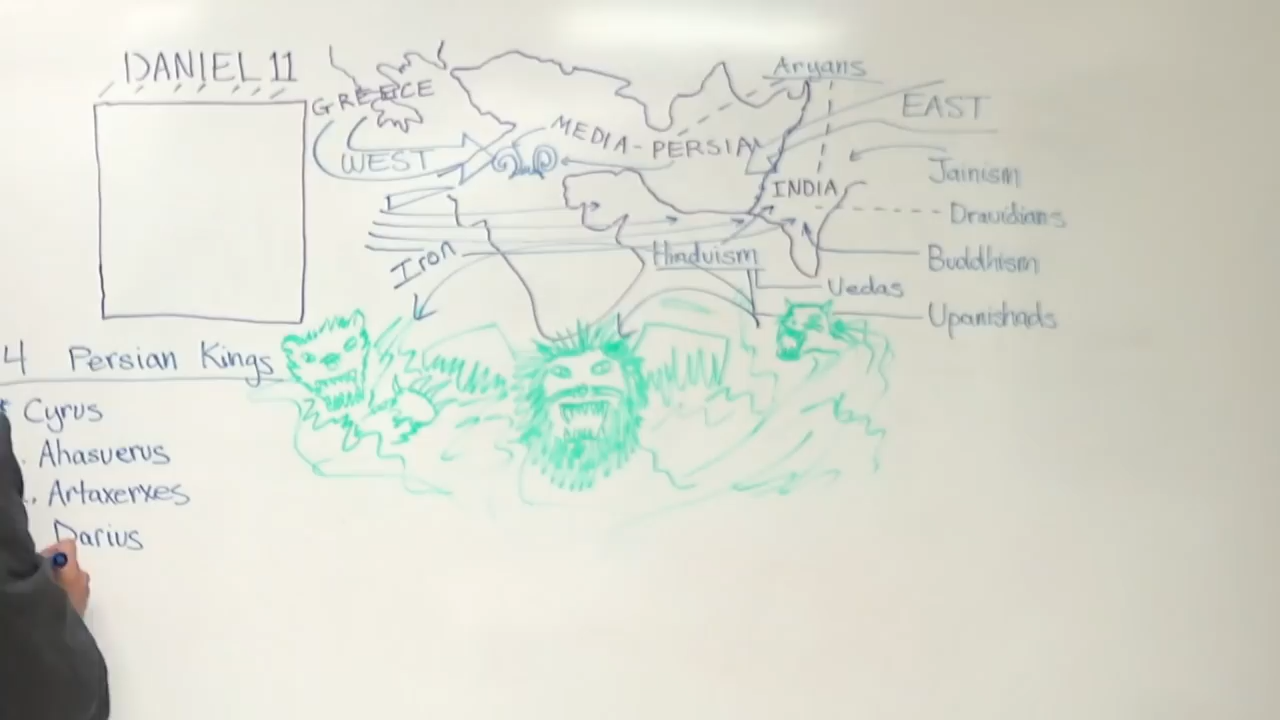 DANIEL 11
GREECE
WEST
MEDIA-PERSIAN
Aryans
EAST
INDIA
Jainism
Dravidians
Iron
Hinduism
Buddhism
Vedas
Upanishads
4 Persian Kings
Cyrus
Ahasuerus
Artaxerxes
Darius